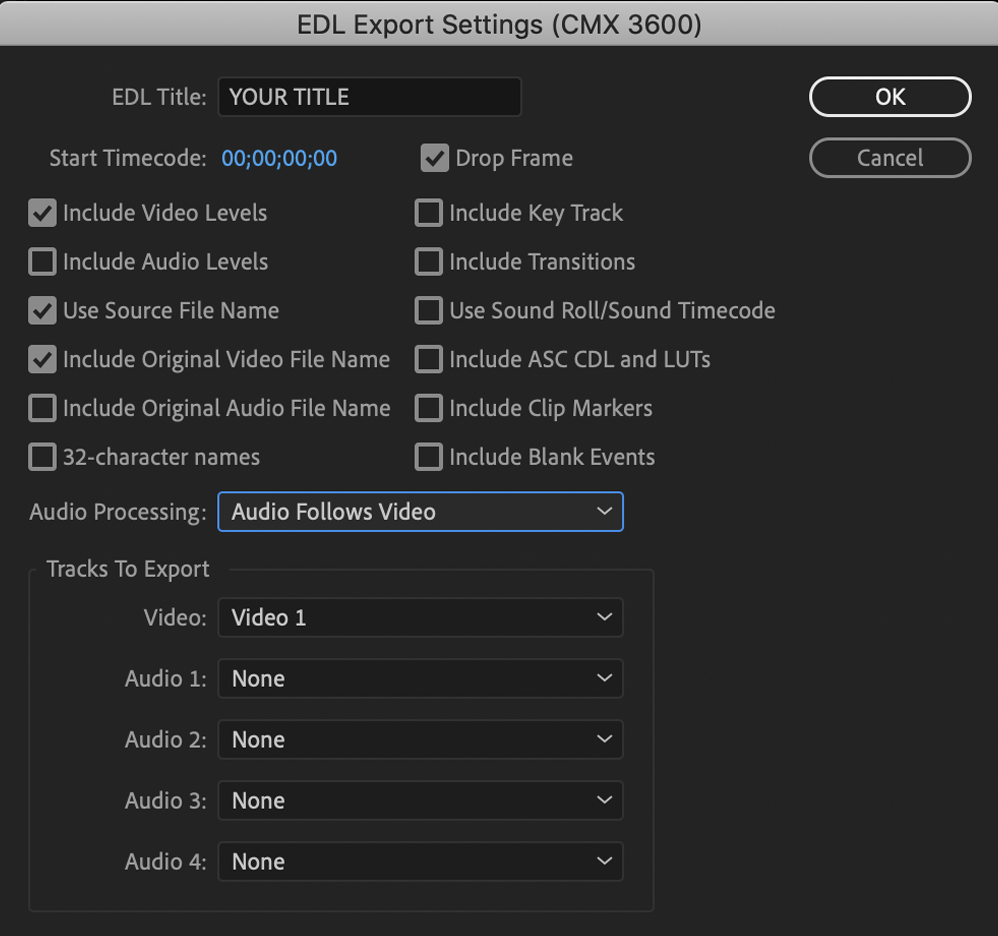 EDL Export Settings (CMX 3600)
EDL Title: YOUR TITLE OK
Start Timecode: 00;00;00;00 Drop Frame Cancel
Include Video Levels Include Key Track
Include Audio Levels Include Transitions
Use Source File Name Use Sound Roll/Sound Timecode
Include Original Video File Name Include ASC CDL and LUTs
Include Original Audio File Name Include Clip Markers
32-character names Include Blank Events
Audio Processing: Audio Follows Video
Tracks To Export
Video: Video 1
Audio 1: None
Audio 2: None
Audio 3: None
Audio 4: None